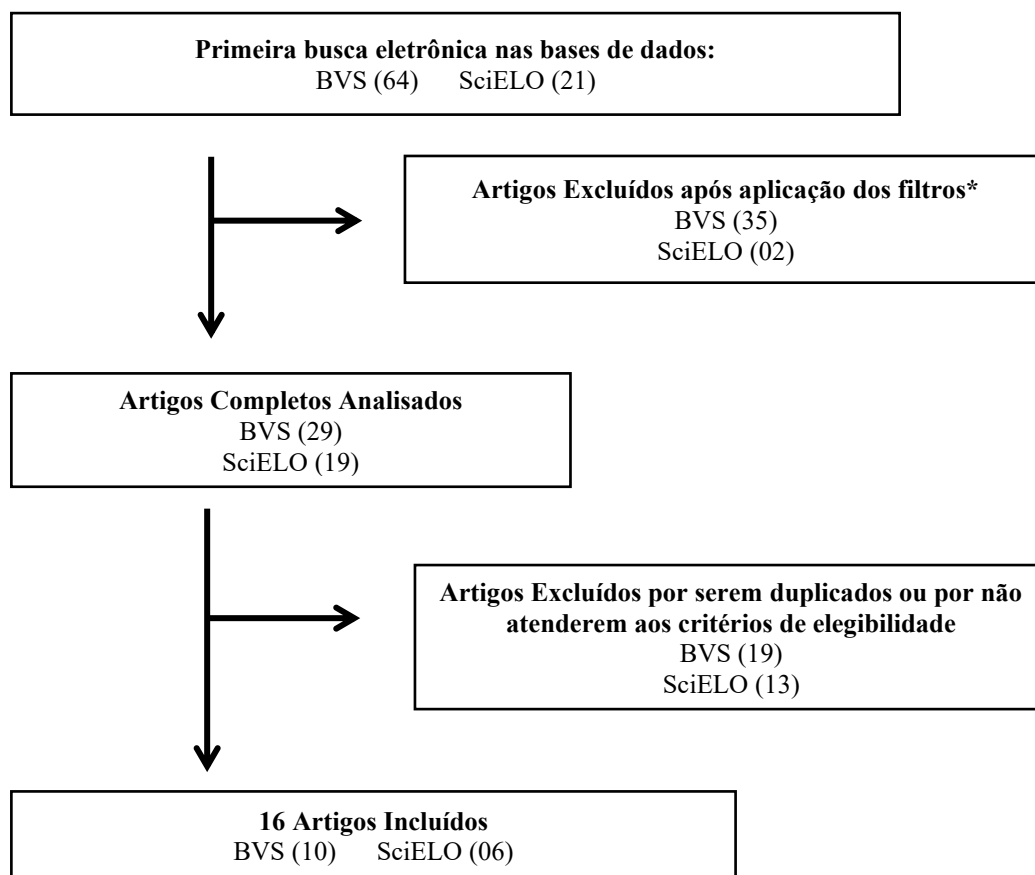 Primeira busca eletrônica nas bases de dados:
BVS (64) SciELO (21)
Artigos Excluídos após aplicação dos filtros*
BVS (35)
SciELO (02)
Artigos Completos Analisados
BVS (29)
SciELO (19)
Artigos Excluídos por serem duplicados ou por não
atenderem aos critérios de elegibilidade
BVS (19)
SciELO (13)
16 Artigos Incluídos
BVS (10) SciELO (06)